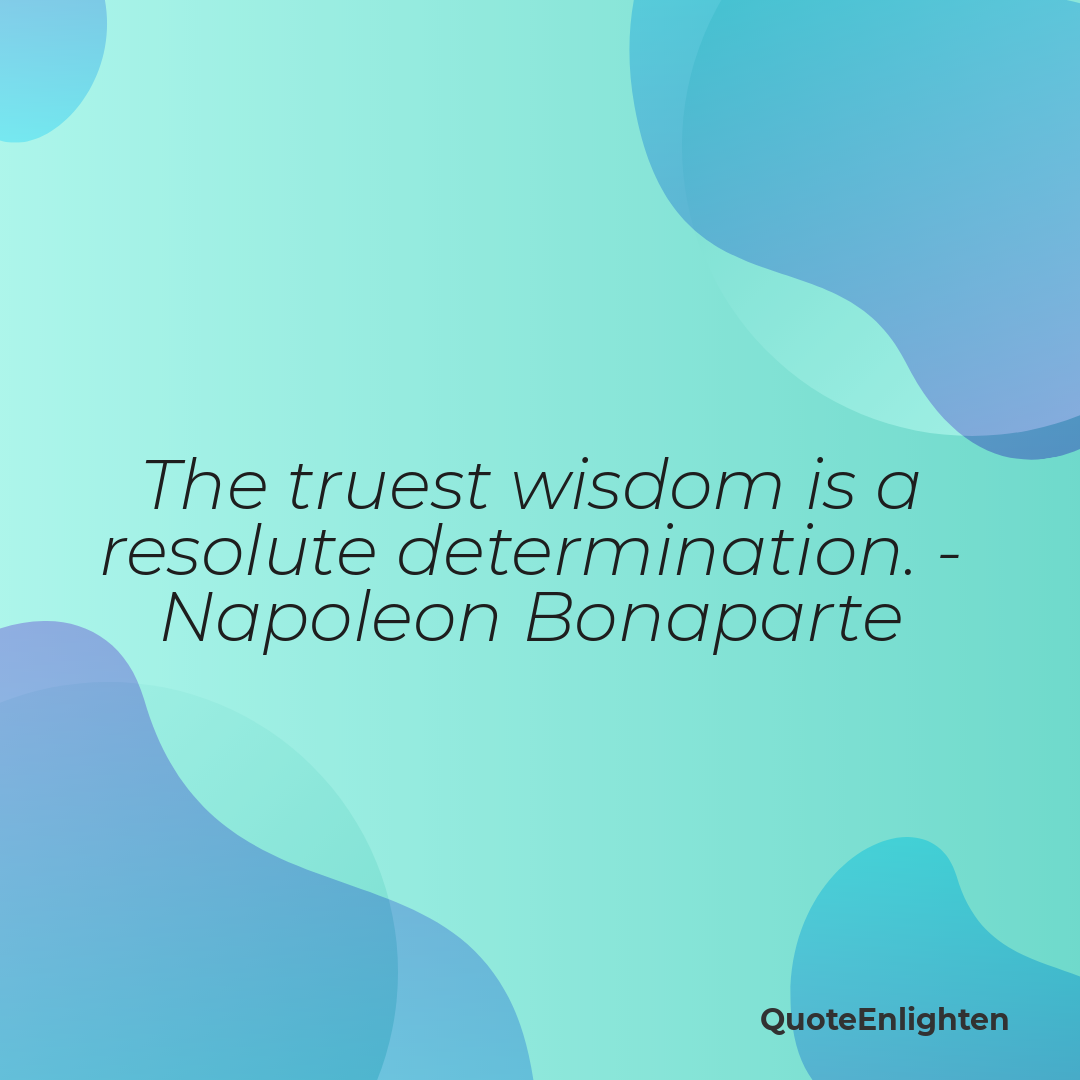 The truest wisdom is a
resolute determination. -
Napoleon Bonaparte
QuoteEnlighten